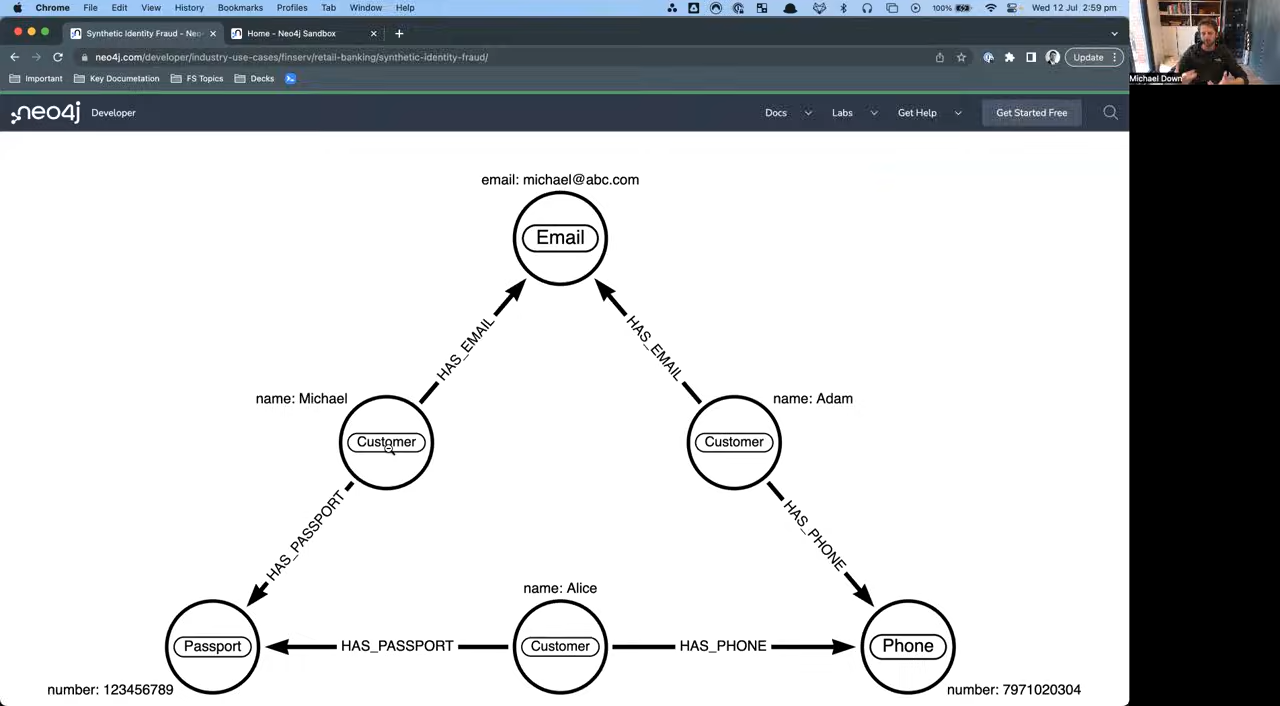 Chrome File Edit View History Bookmarks Profiles Tab Window Help 100% Wed 12 Jul 2:59 pm
Synthetic Identity Fraud - Neo Home - Neo4j Sandbox
neo4j.com/developer/industry-use-cases/finserv/retail-banking/synthetic-identity-fraud/ Update
Important Key Documentation FS Topics Decks
Michael Down
neo4j Developer Docs Labs Get Help Get Started Free
email: michael@abc.com
Email
HAS_EMAIL HAS_EMAIL
name: Michael name: Adam
Customer Customer
HAS_PASSPORT HAS_PHONE
name: Alice
Passport HAS_PASSPORT Customer HAS_PHONE Phone
number: 123456789 number: 7971020304